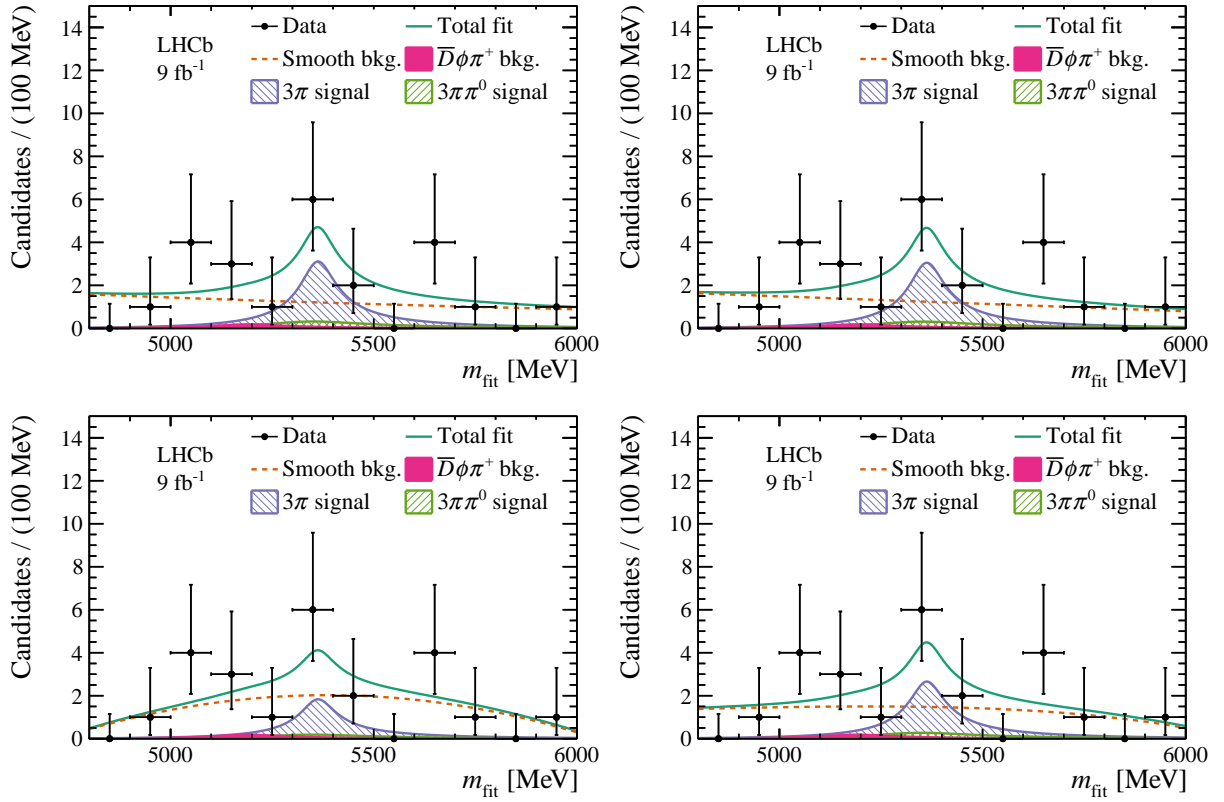 Candidates / (100 MeV)
14
12
10
8
6
4
2
0
LHCb
9 fb⁻¹
Data
Total fit
Smooth bkg.
D̅ϕπ⁺ bkg.
3π signal
3ππ⁰ signal
5000
5500
6000
m_fit [MeV]
Candidates / (100 MeV)
14
12
10
8
6
4
2
0
LHCb
9 fb⁻¹
Data
Total fit
Smooth bkg.
D̅ϕπ⁺ bkg.
3π signal
3ππ⁰ signal
5000
5500
6000
m_fit [MeV]
Candidates / (100 MeV)
14
12
10
8
6
4
2
0
LHCb
9 fb⁻¹
Data
Total fit
Smooth bkg.
D̅ϕπ⁺ bkg.
3π signal
3ππ⁰ signal
5000
5500
6000
m_fit [MeV]
Candidates / (100 MeV)
14
12
10
8
6
4
2
0
LHCb
9 fb⁻¹
Data
Total fit
Smooth bkg.
D̅ϕπ⁺ bkg.
3π signal
3ππ⁰ signal
5000
5500
6000
m_fit [MeV]